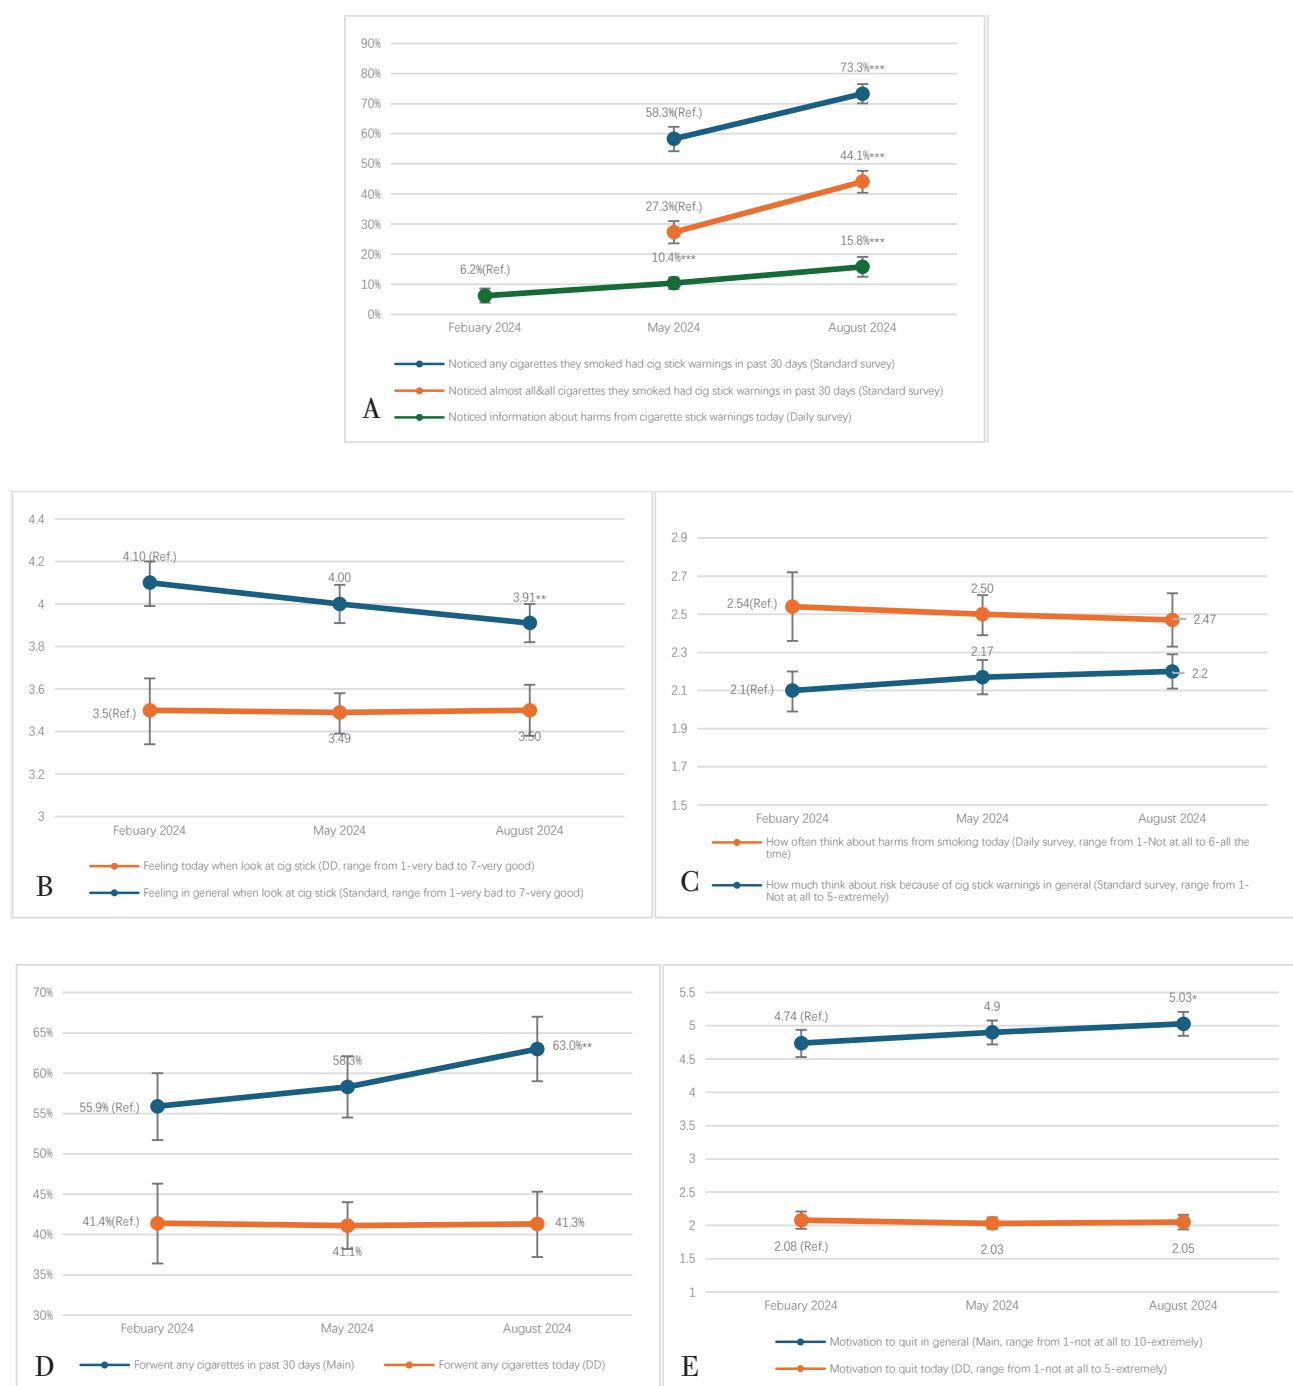 90%
80%
73.3%***
70%
58.3%(Ref.)
60%
50%
44.1%***
40%
27.3%(Ref.)
30%
15.8%***
20%
10.4%***
6.2%(Ref.)
10%
0%
Febuary 2024 May 2024 August 2024
Noticed any cigarettes they smoked had cig stick warnings in past 30 days (Standard survey)
Noticed almost all&all cigarettes they smoked had cig stick warnings in past 30 days (Standard survey)
Noticed information about harms from cigarette stick warnings today (Daily survey)
A
4.4
4.2
4.10 (Ref.)
4.00
4
3.91**
3.8
3.6
3.5(Ref.)
3.4
3.49
3.50
3.2
3
Febuary 2024 May 2024 August 2024
Feeling today when look at cig stick (DD, range from 1-very bad to 7-very good)
Feeling in general when look at cig stick (Standard, range from 1-very bad to 7-very good)
B
2.9
2.7
2.54(Ref.)
2.50
2.5
2.47
2.3
2.17
2.1(Ref.)
2.2
2.1
1.9
1.7
1.5
Febuary 2024 May 2024 August 2024
How often think about harms from smoking today (Daily survey, range from 1-Not at all to 6-all the
time)
How much think about risk because of cig stick warnings in general (Standard survey, range from 1-
Not at all to 5-extremely)
C
70%
65%
63.0%**
58.3%
60%
55.9% (Ref.)
55%
50%
45%
41.4%(Ref.)
41.3%
40%
41.1%
35%
30%
Febuary 2024 May 2024 August 2024
Forwent any cigarettes in past 30 days (Main) Forwent any cigarettes today (DD)
D
5.5
5.03*
4.9
4.74 (Ref.)
5
4.5
4
3.5
3
2.5
2
2.08 (Ref.) 2.03 2.05
1.5
1
Febuary 2024 May 2024 August 2024
Motivation to quit in general (Main, range from 1-not at all to 10-extremely)
Motivation to quit today (DD, range from 1-not at all to 5-extremely)
E